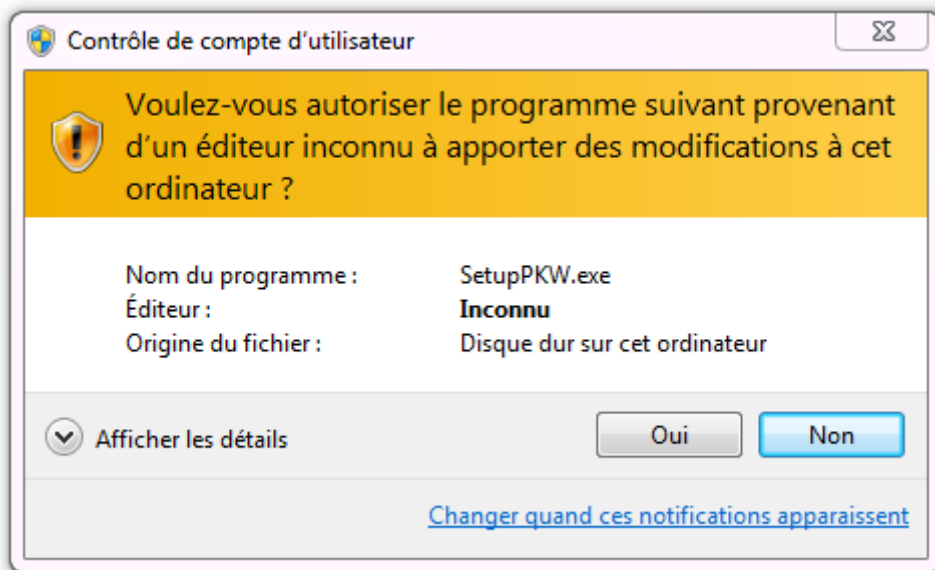 Contrôle de compte d'utilisateur
Voulez-vous autoriser le programme suivant provenant
d'un éditeur inconnu à apporter des modifications à cet
ordinateur ?
Nom du programme : SetupPKW.exe
Éditeur : Inconnu
Origine du fichier : Disque dur sur cet ordinateur
Afficher les détails Oui Non
Changer quand ces notifications apparaissent